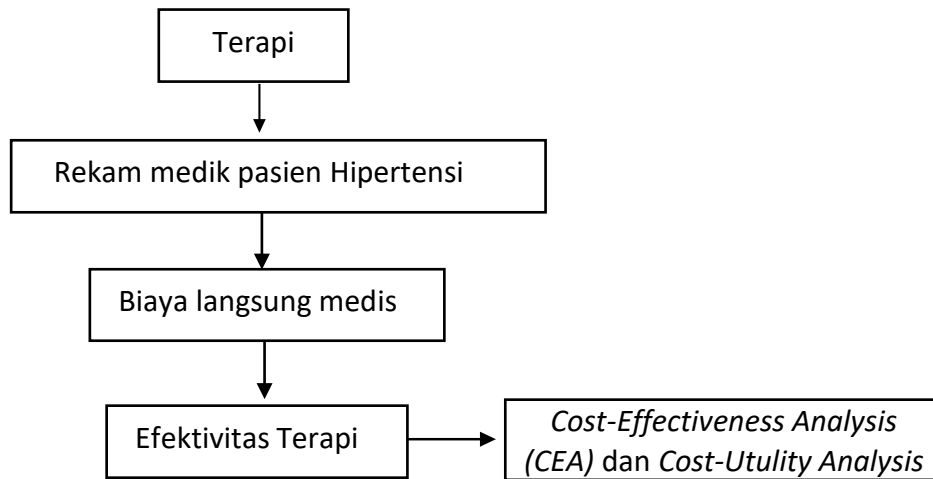 Terapi
Rekam medik pasien Hipertensi
Biaya langsung medis
Efektivitas Terapi
Cost-Effectiveness Analysis
(CEA) dan Cost-Utulity Analysis